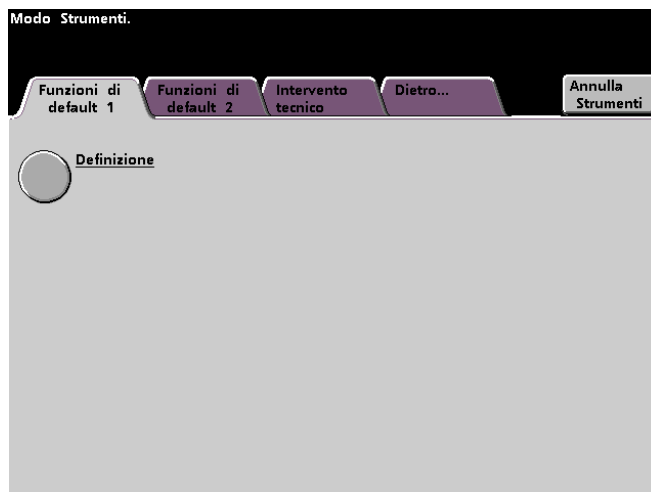 Modo Strumenti.
Funzioni di
default 1
Funzioni di
default 2
Intervento
tecnico
Dietro...
Annulla
Strumenti
Definizione